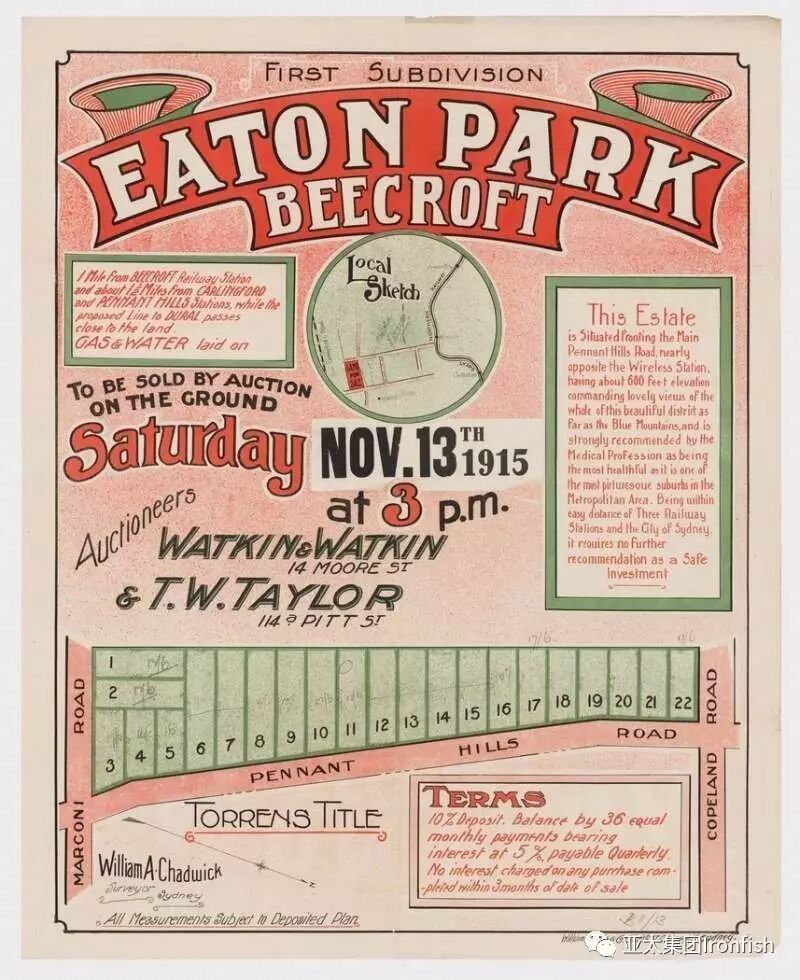 FIRST SUBDIVISION
EATON PARK
BEECROFT
1 Mile from BEECROFT Railway Station
and about 1½ Miles from CARLINGFORD
and PENNANT HILLS Stations, while the
proposed Line to DURAL passes
close to the land.
GAS & WATER laid on
Local
Sketch
This Estate
is Situated fronting the Main
Pennant Hills Road, nearly
opposite the Wireless Station,
having about 600 feet elevation
commanding lovely views of the
whole of this beautiful district as
Far as the Blue Mountains, and is
strongly recommended by the
Medical Profession as being
the most healthful as it is one of
the most picturesque suburbs in the
Metropolitan Area. Being within
easy distance of Three Railway
Stations and the City of Sydney.
it requires no further
recommendation as a Safe
Investment
TO BE SOLD BY AUCTION
ON THE GROUND
Saturday NOV. 13TH 1915
at 3 p.m.
Auctioneers
WATKIN & WATKIN
14 MOORE ST
& T.W. TAYLOR
114a PITT ST
1
2
3 4 5 6 7 8 9 10 11 12 13 14 15 16 17 18 19 20 21 22
MARCONI ROAD
PENNANT HILLS ROAD
COPELAND ROAD
TORRENS TITLE
William A. Chadwick
Surveyor
Sydney
All Measurements Subject to Deposited Plan.
TERMS
10% Deposit. Balance by 36 equal
monthly payments bearing
interest at 5%, payable Quarterly.
No interest charged on any purchase com-
pleted within 3 months of date of sale
亚太集团Ironfish